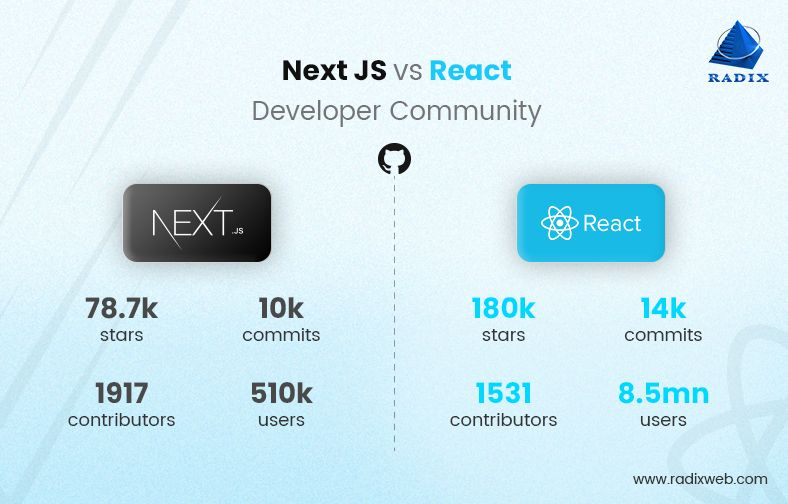 RADIX
Next JS vs React
Developer Community
NEXT.JS
78.7k
stars
10k
commits
1917
contributors
510k
users
React
180k
stars
14k
commits
1531
contributors
8.5mn
users
www.radixweb.com